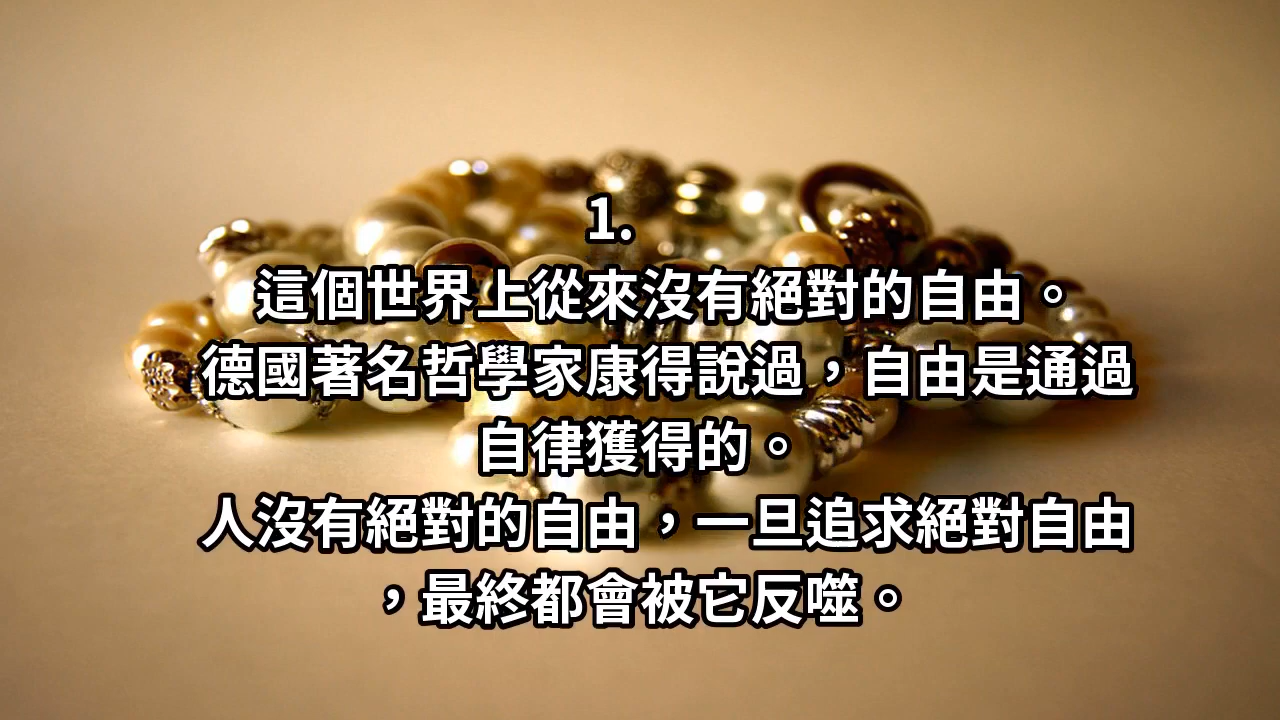 1.
這個世界上從來沒有絕對的自由。
德國著名哲學家康得說過，自由是通過
自律獲得的。
人沒有絕對的自由，一旦追求絕對自由
，最終都會被它反噬。